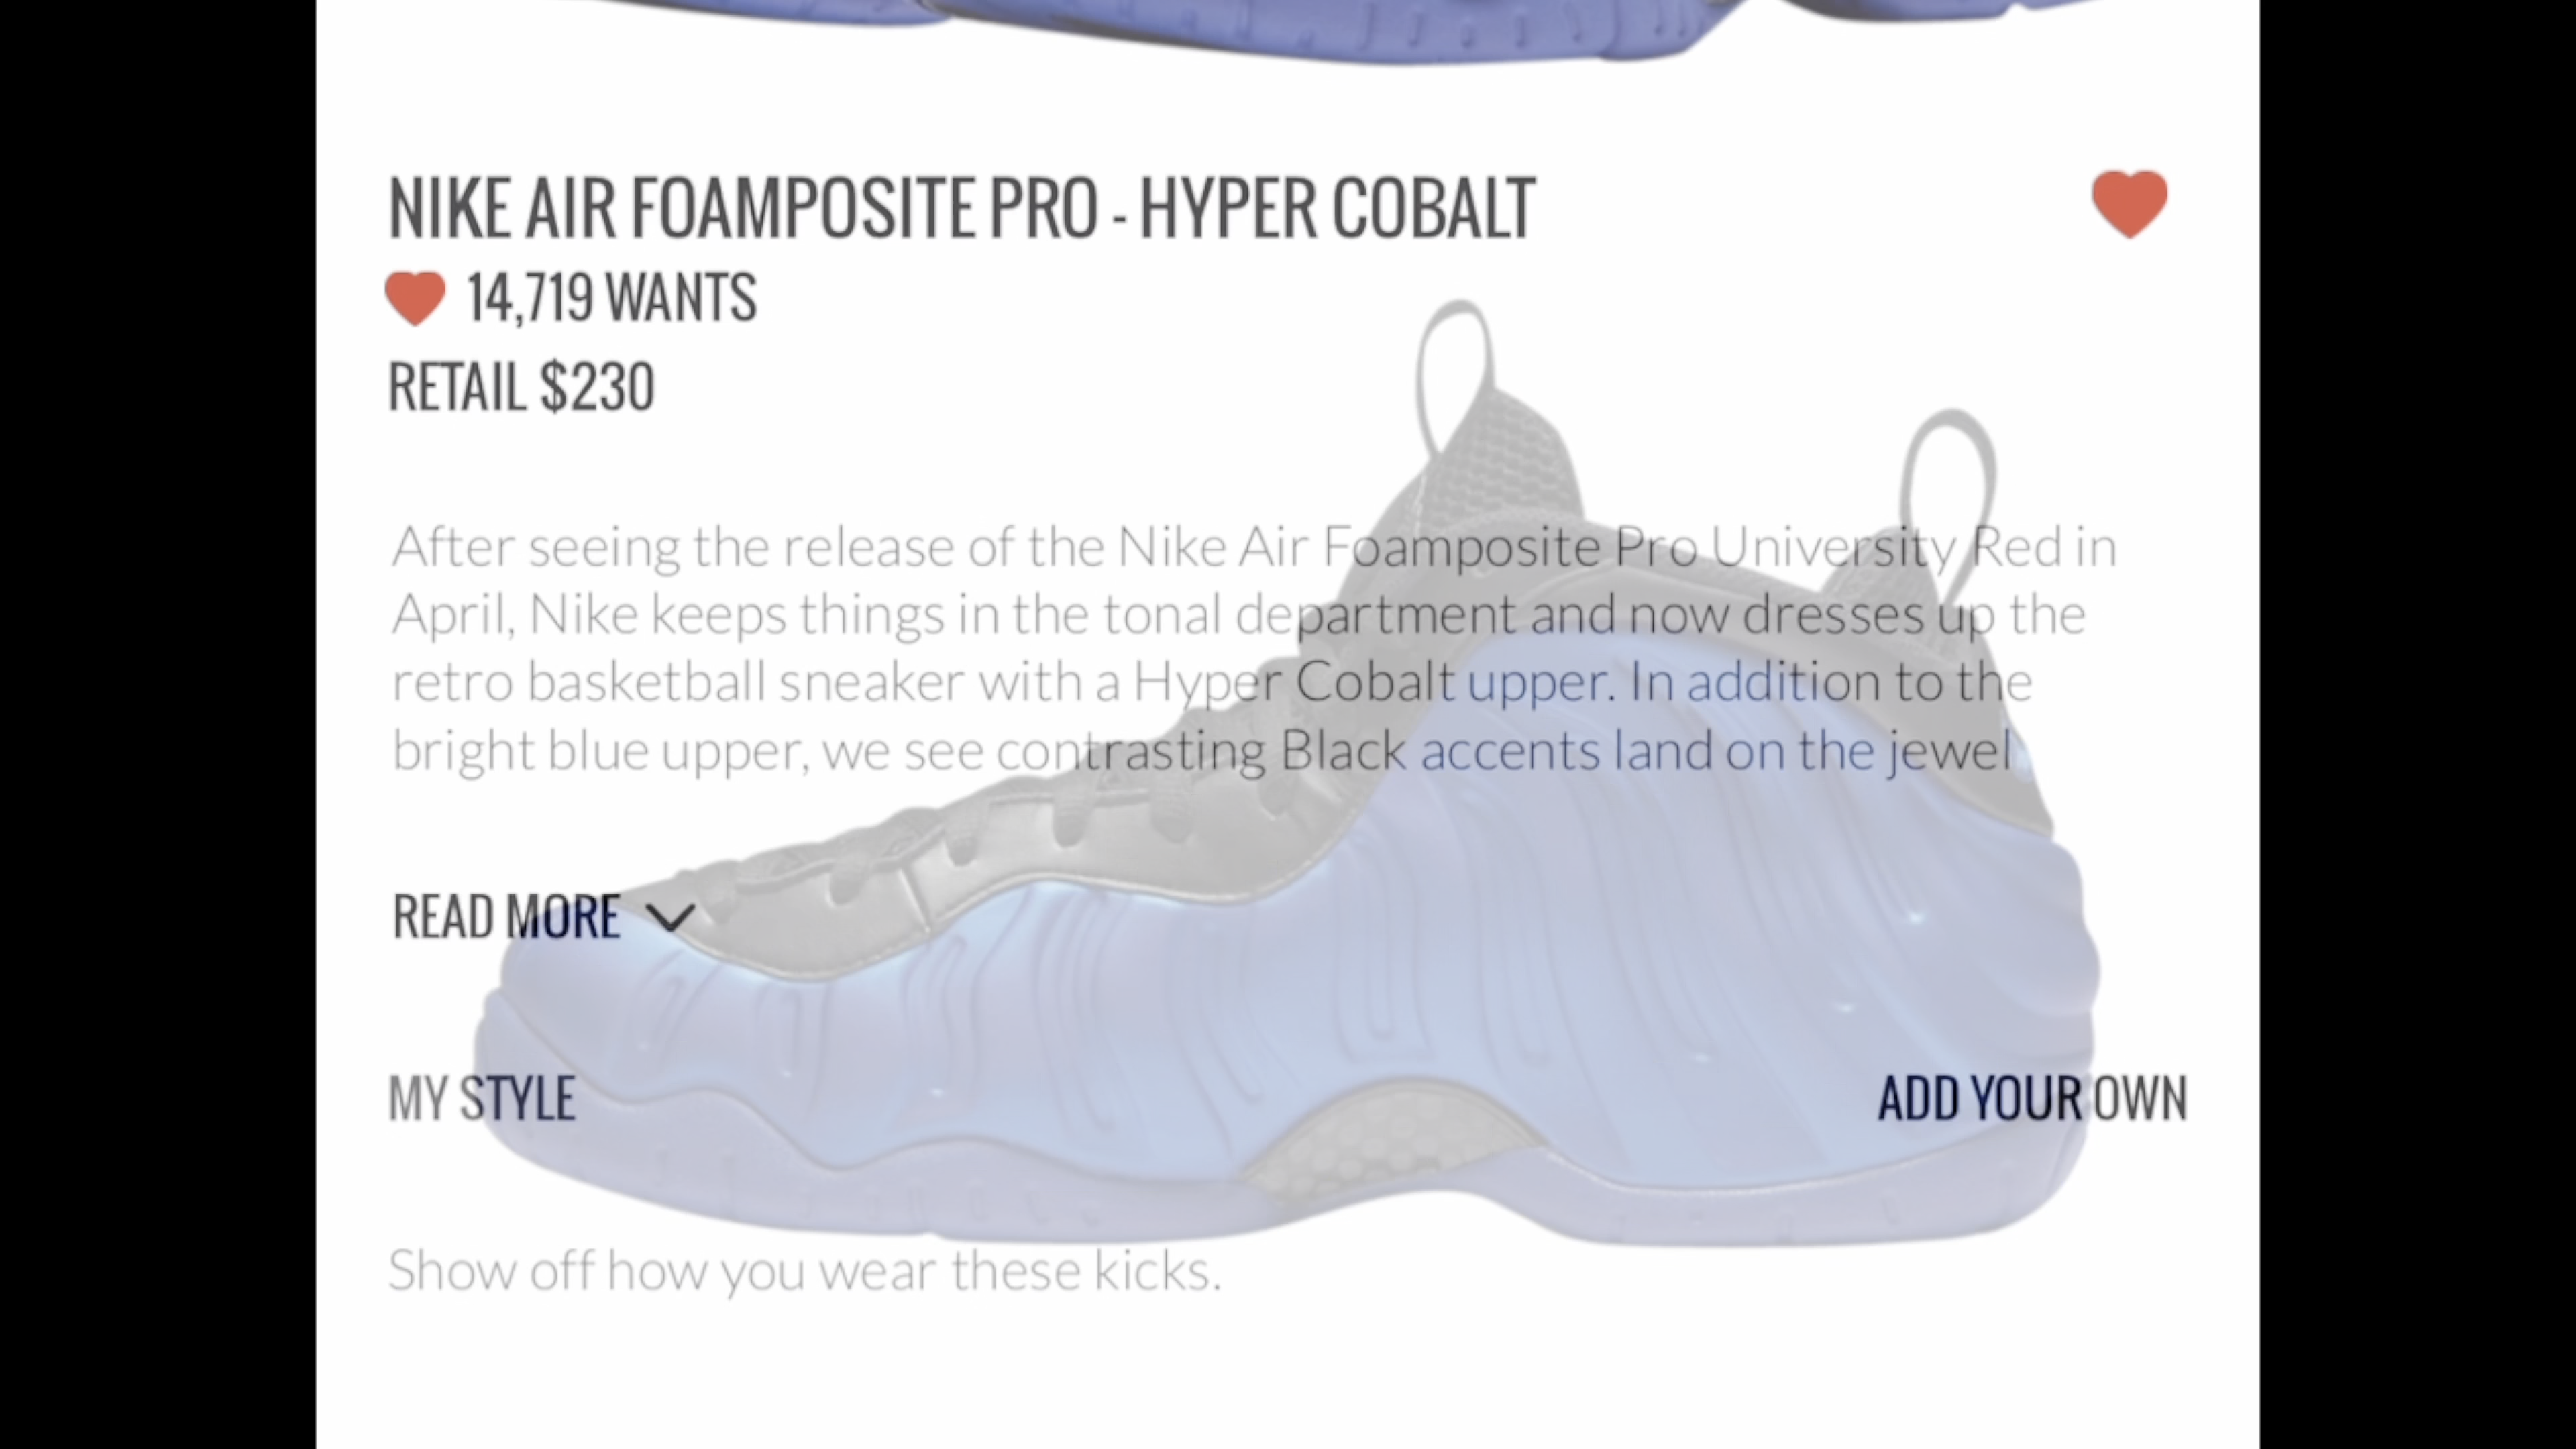 NIKE AIR FOAMPOSITE PRO - HYPER COBALT
14,719 WANTS
RETAIL $230
After seeing the release of the Nike Air Foamposite Pro University Red in
April, Nike keeps things in the tonal department and now dresses up the
retro basketball sneaker with a Hyper Cobalt upper. In addition to the
bright blue upper, we see contrasting Black accents land on the jewel
READ MORE
MY STYLE
ADD YOUR OWN
Show off how you wear these kicks.